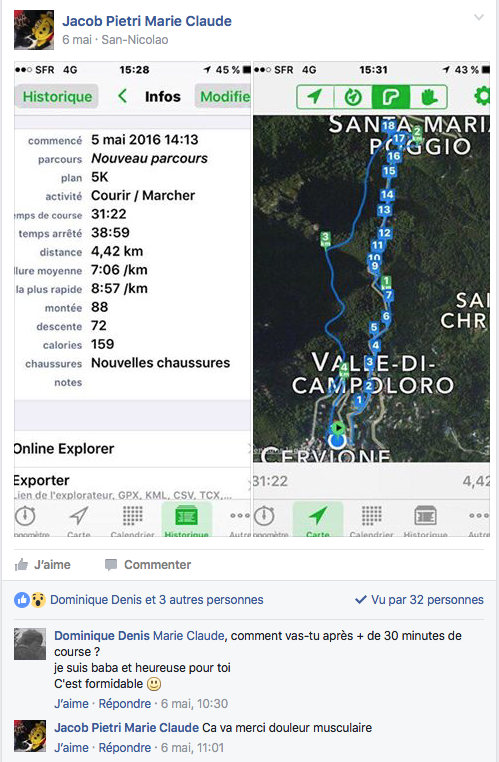 Jacob Pietri Marie Claude
6 mai · San-Nicolao
SFR 4G 15:28 45 %
Historique Infos Modifie
commencé 5 mai 2016 14:13
parcours Nouveau parcours
plan 5K
activité Courir / Marcher
emps de course 31:22
temps arrêté 38:59
distance 4,42 km
llure moyenne 7:06 /km
la plus rapide 8:57 /km
montée 88
descente 72
calories 159
chaussures Nouvelles chaussures
notes
Online Explorer
Exporter
Lien de l'explorateur, GPX, KML, CSV, TCX,...
onomètre Carte Calendrier Historique Autre
SFR 4G 15:31 43 %
SANTA-MARIA
POGGIO
18
2
17
16
15
14
13
3 km
12
11
10
9
1
7
6
SAN
CHR
5
4
3
VALLE-DI-
CAMPOLORO
4 km
2
1
CERVIONE
31:22 4,42
onomètre Carte Calendrier Historique Autre
J'aime Commenter
Dominique Denis et 3 autres personnes
Vu par 32 personnes
Dominique Denis Marie Claude, comment vas-tu après + de 30 minutes de
course ?
je suis baba et heureuse pour toi
C'est formidable 🙂
J'aime · Répondre · 6 mai, 10:30
Jacob Pietri Marie Claude Ca va merci douleur musculaire
J'aime · Répondre · 6 mai, 11:01